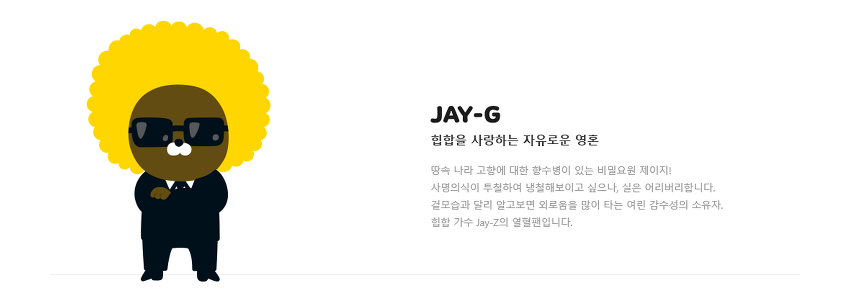 JAY-G
힙합을 사랑하는 자유로운 영혼
땅속 나라 고향에 대한 향수병이 있는 비밀요원 제이지!
사명의식이 투철하여 냉철해보이고 싶으나, 실은 어리버리합니다.
겉모습과 달리 알고보면 외로움을 많이 타는 여린 감수성의 소유자.
힙합 가수 Jay-Z의 열혈팬입니다.